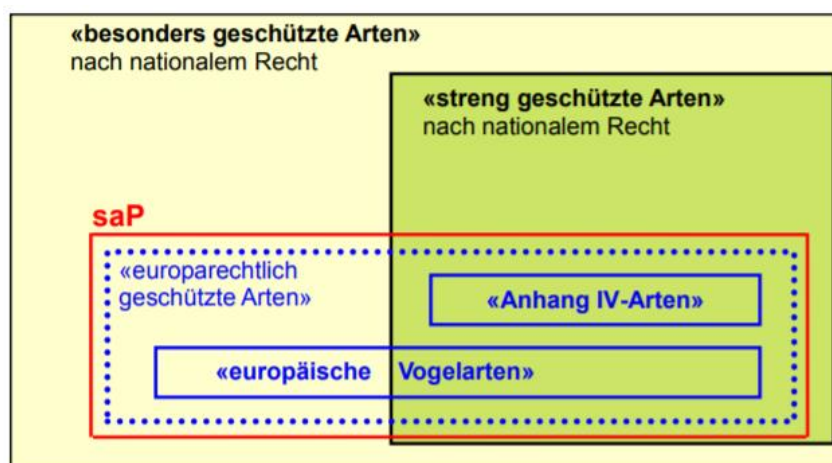 «besonders geschützte Arten»
nach nationalem Recht
«streng geschützte Arten»
nach nationalem Recht
saP
«europarechtlich
geschützte Arten»
«Anhang IV-Arten»
«europäische Vogelarten»